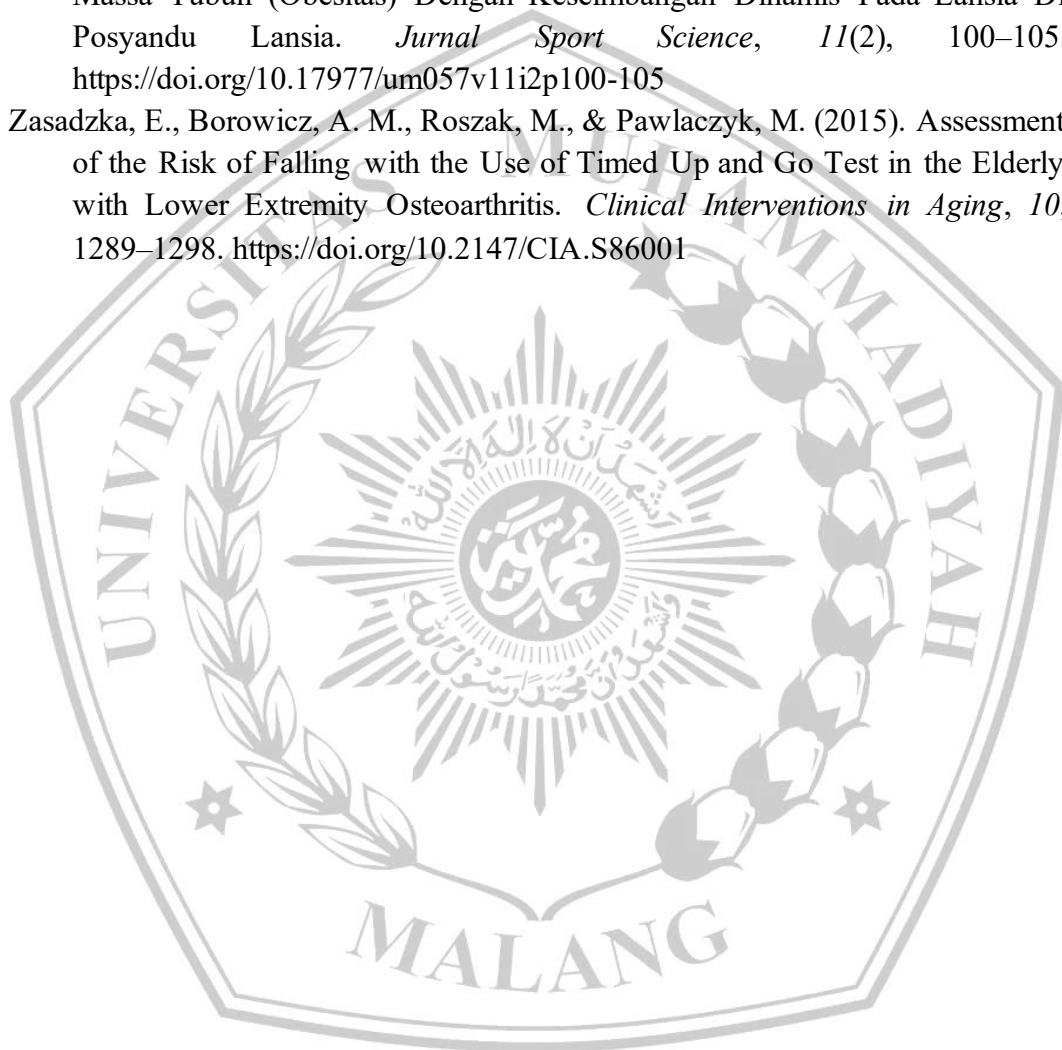 Massa Tubuh (Obesitas) Dengan Keseimbangan Dinamis Pada Lansia Di
Posyandu Lansia. Jurnal Sport Science, 11(2), 100–105
https://doi.org/10.17977/um057v11i2p100-105
Zasadzka, E., Borowicz, A. M., Roszak, M., & Pawlaczyk, M. (2015). Assessment
of the Risk of Falling with the Use of Timed Up and Go Test in the Elderly
with Lower Extremity Osteoarthritis. Clinical Interventions in Aging, 10,
1289–1298. https://doi.org/10.2147/CIA.S86001
UNIVERSITAS MUHAMMADIYAH
MALANG